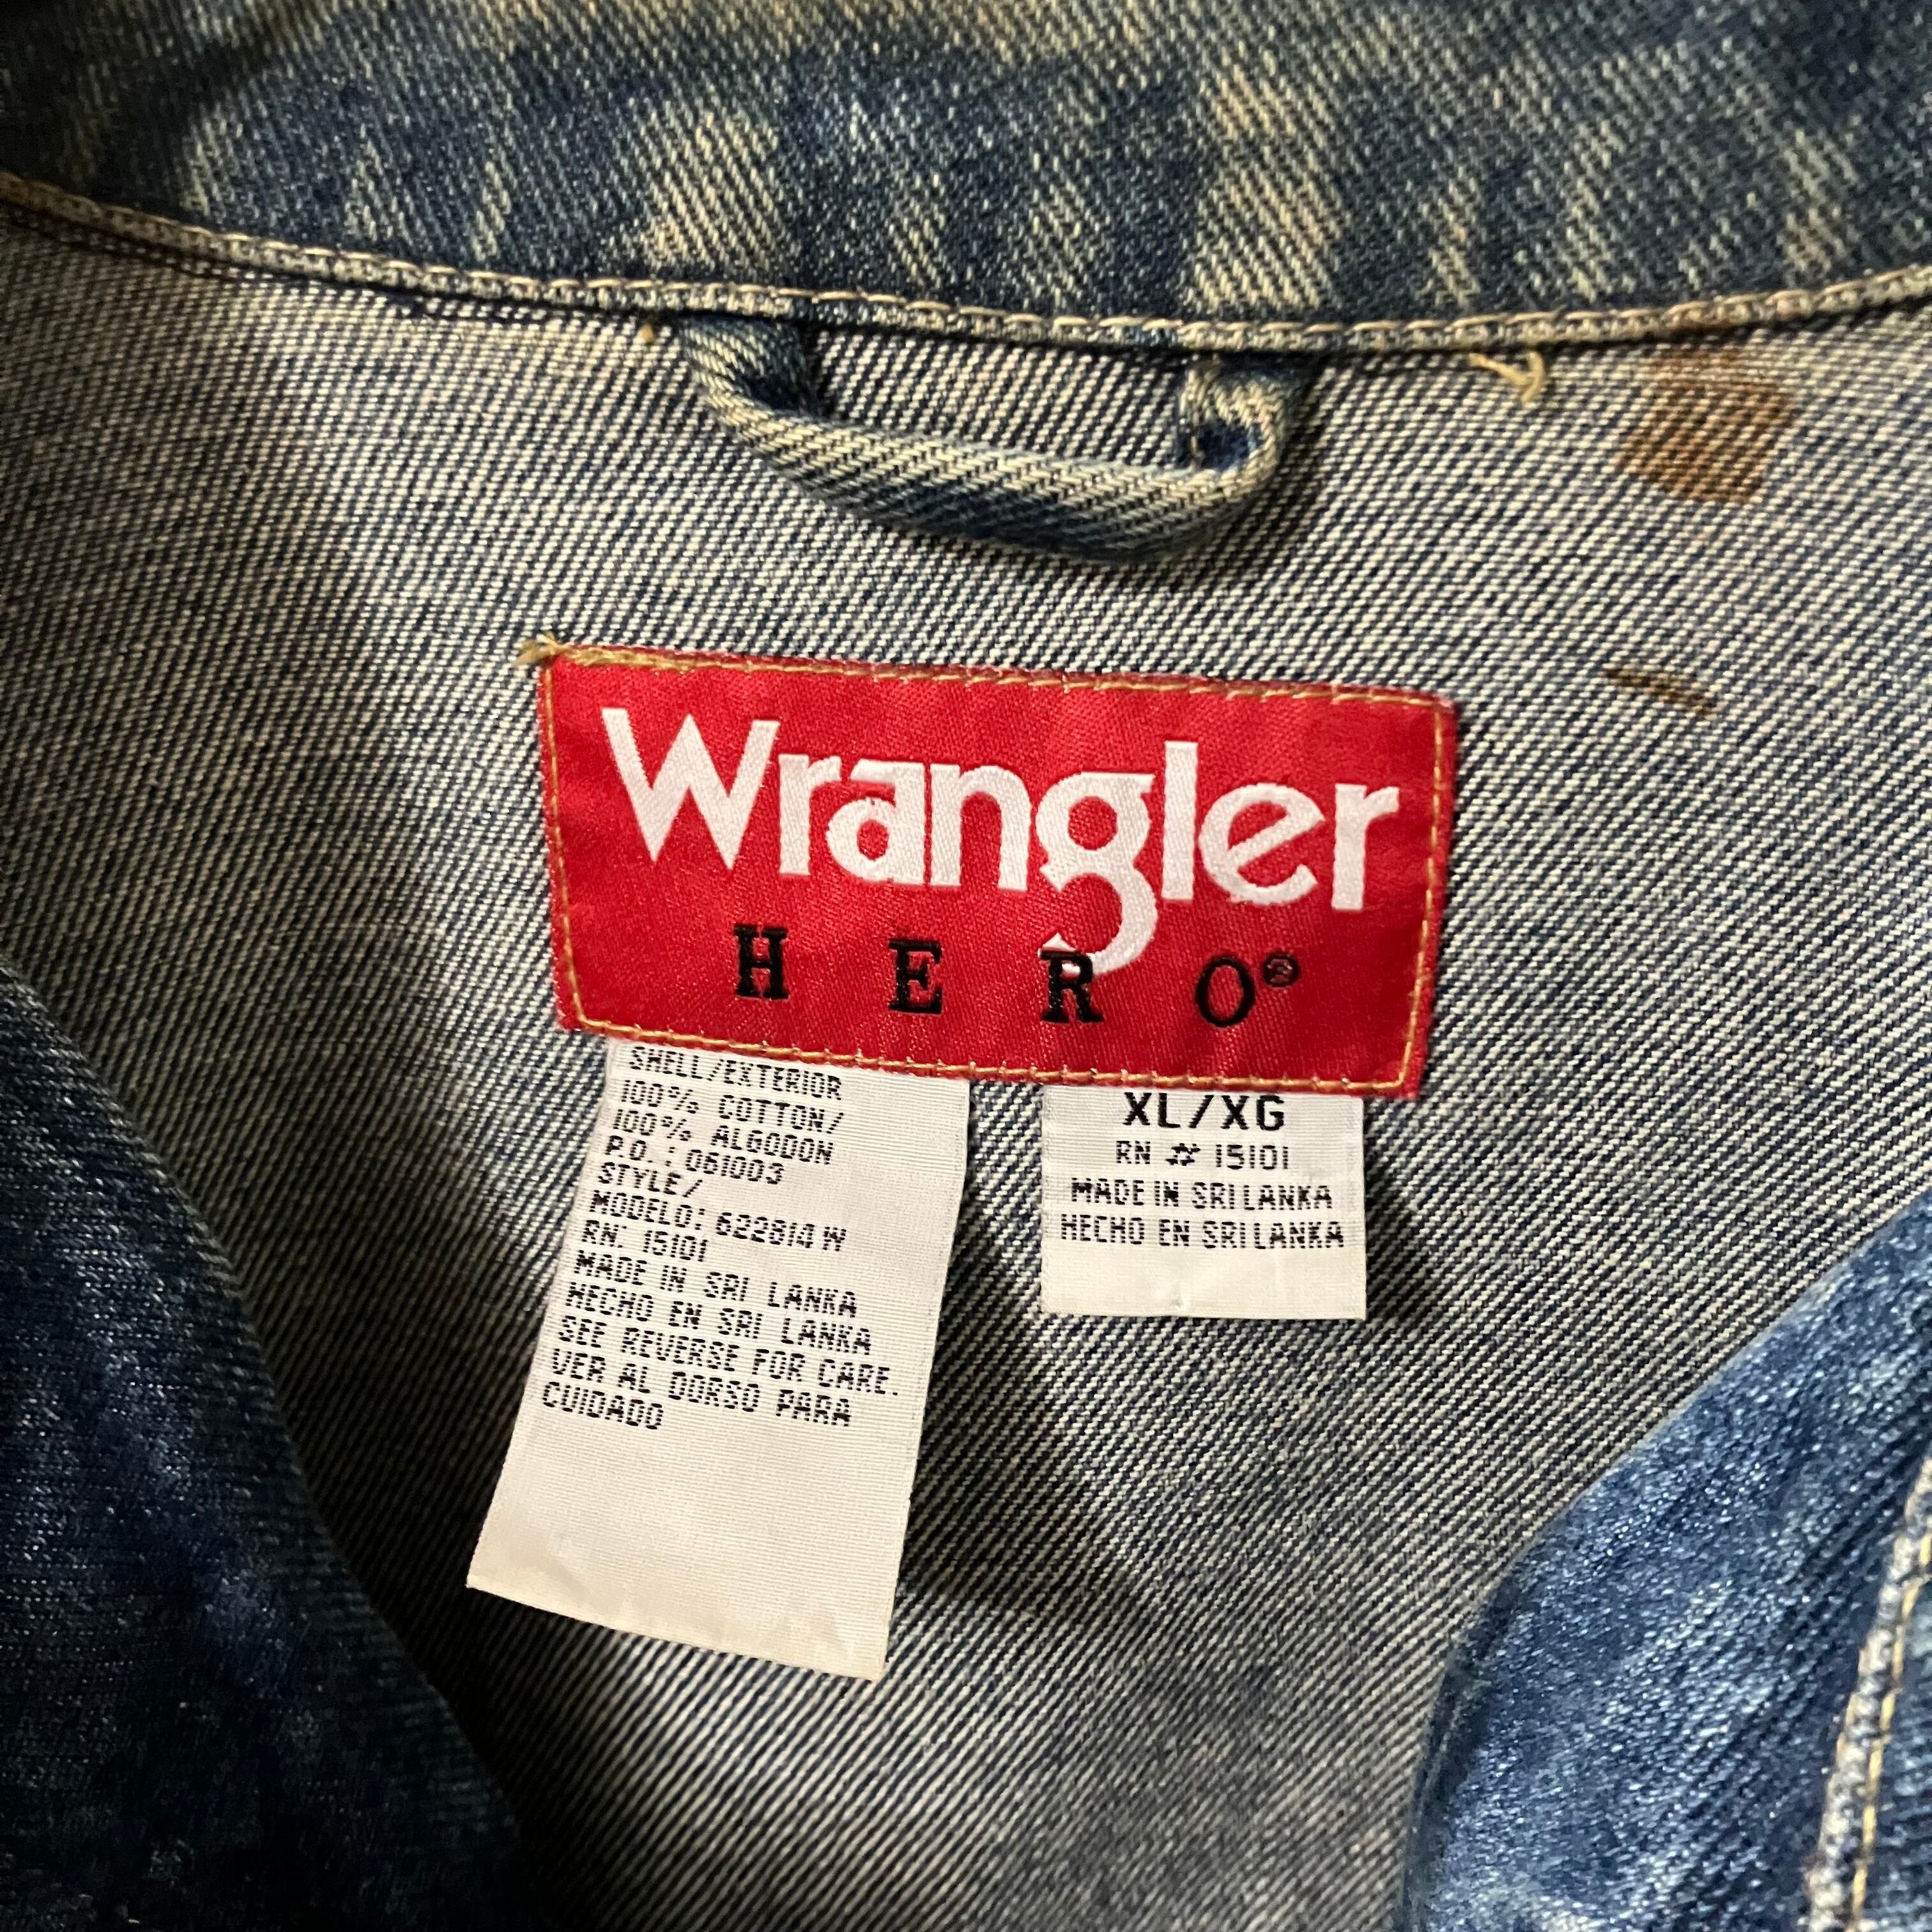 Wrangler
HERO®
SHELL/EXTERIOR
100% COTTON/
100% ALGODON
P.O.: 061003
STYLE/
MODELO: 622814W
RN: 15101
MADE IN SRI LANKA
HECHO EN SRI LANKA
SEE REVERSE FOR CARE.
VER AL DORSO PARA
CUIDADO
XL/XG
RN # 15101
MADE IN SRI LANKA
HECHO EN SRI LANKA